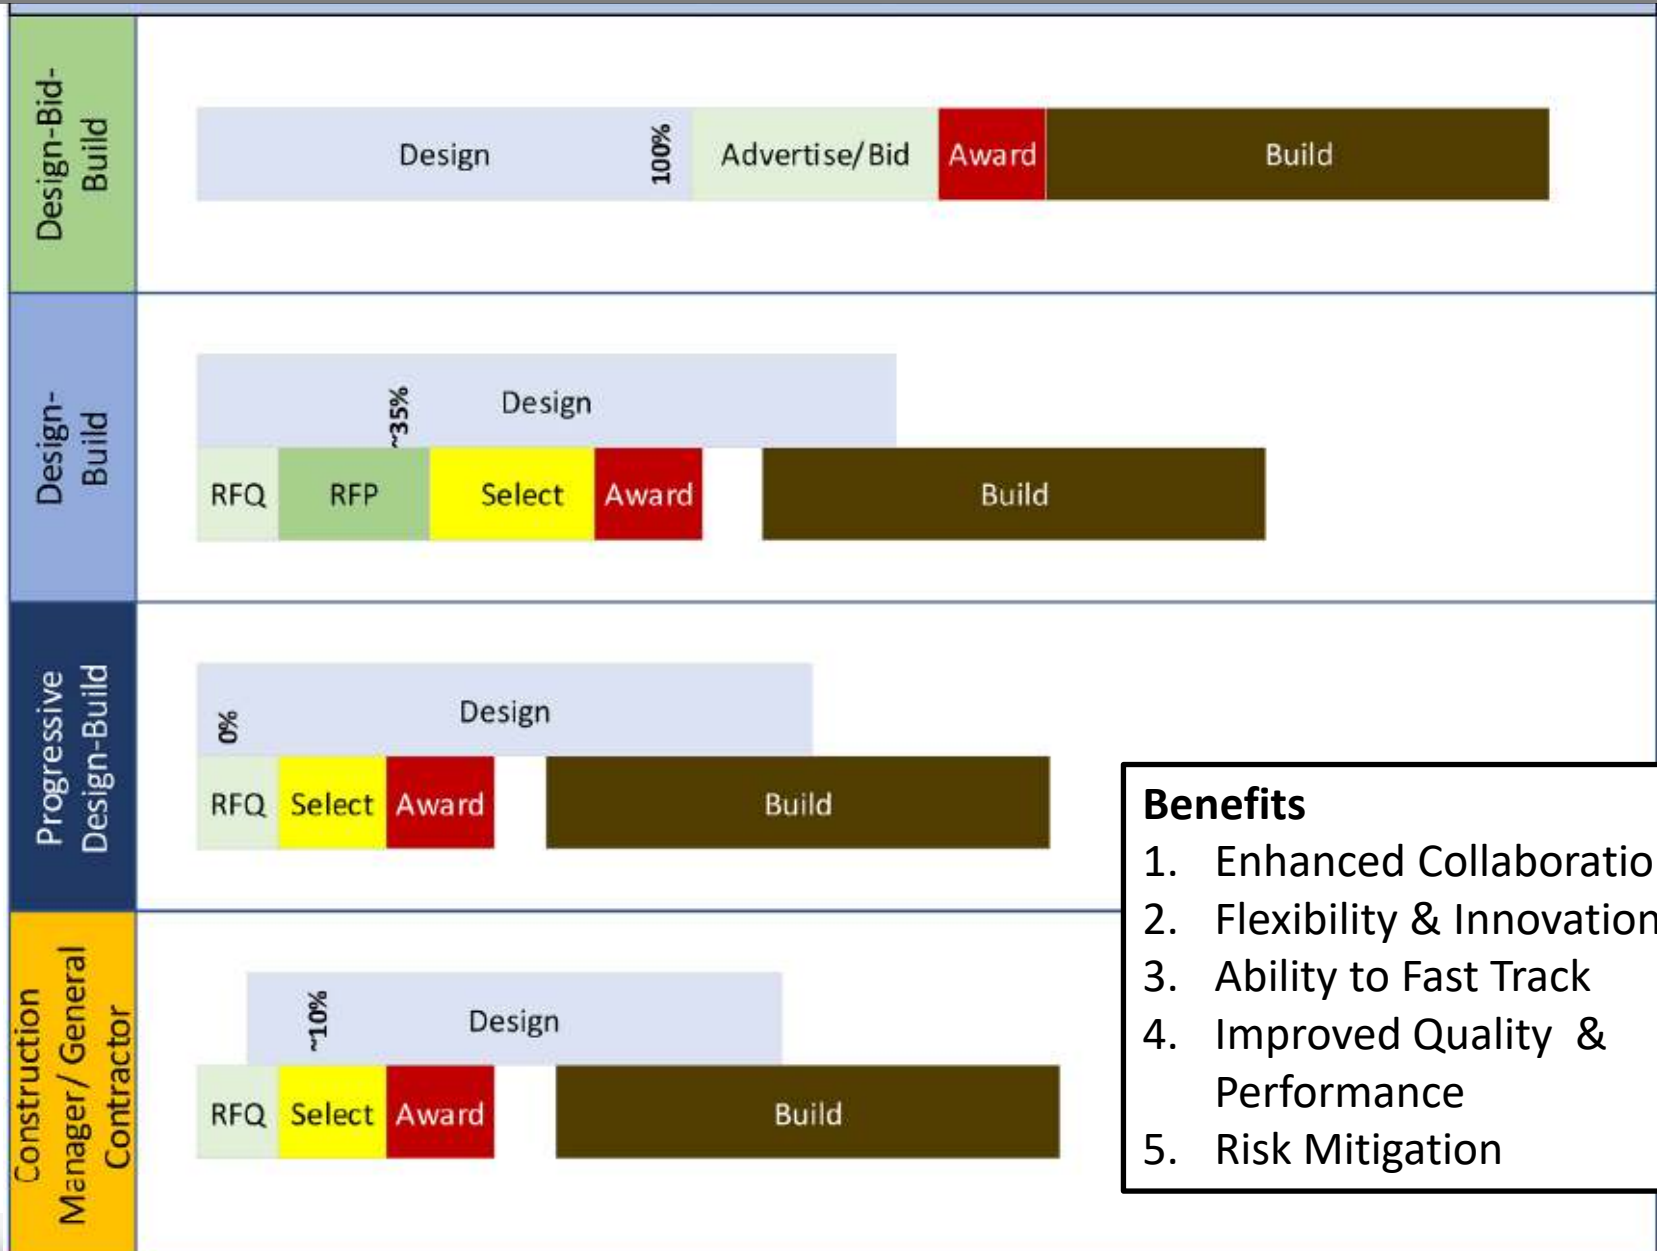 Design-Bid-
Build
Design
100%
Advertise/Bid
Award
Build
Design-
Build
~35%
Design
RFQ
RFP
Select
Award
Build
Progressive
Design-Build
0%
Design
RFQ
Select
Award
Build
Construction
Manager/ General
Contractor
~10%
Design
RFQ
Select
Award
Build
Benefits
1. Enhanced Collaboratio
2. Flexibility & Innovation
3. Ability to Fast Track
4. Improved Quality &
Performance
5. Risk Mitigation